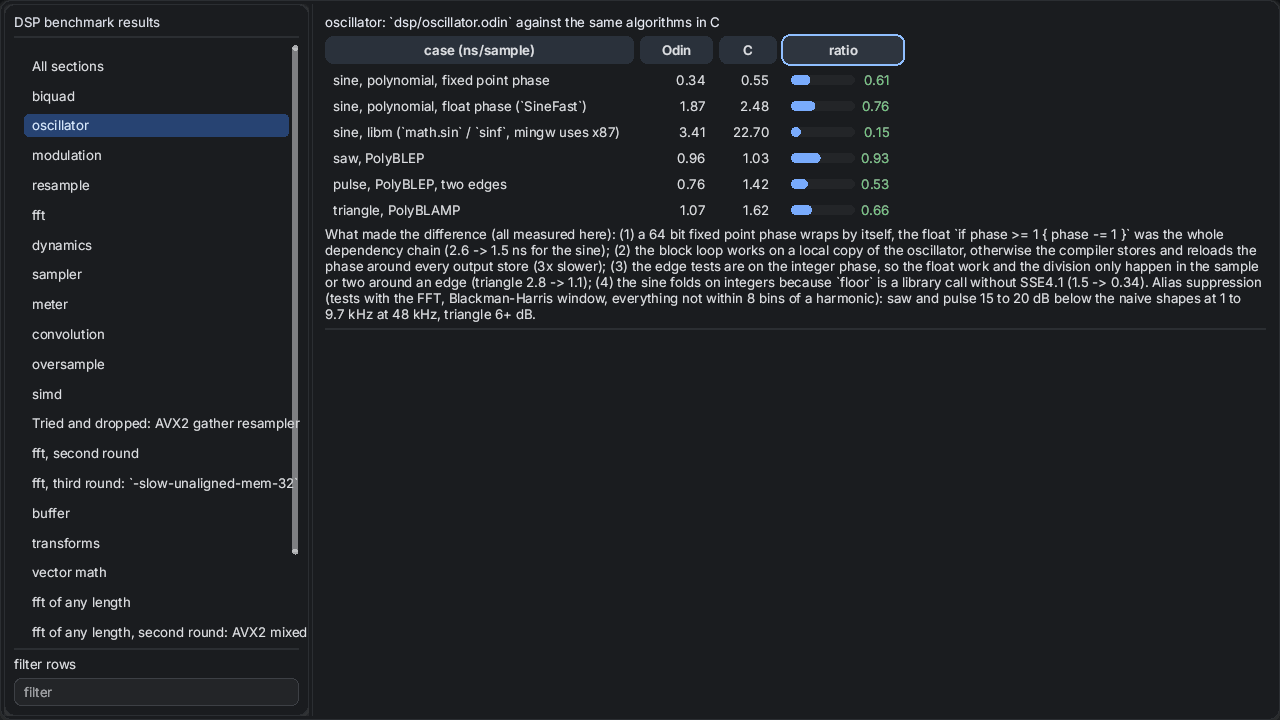 DSP benchmark results
All sections
biquad
oscillator
modulation
resample
fft
dynamics
sampler
meter
convolution
oversample
simd
Tried and dropped: AVX2 gather resampler
fft, second round
fft, third round: `-slow-unaligned-mem-32`
buffer
transforms
vector math
fft of any length
fft of any length, second round: AVX2 mixed
filter rows
filter
oscillator: `dsp/oscillator.odin` against the same algorithms in C
case (ns/sample) Odin C ratio
sine, polynomial, fixed point phase 0.34 0.55 0.61
sine, polynomial, float phase (`SineFast`) 1.87 2.48 0.76
sine, libm (`math.sin` / `sinf`, mingw uses x87) 3.41 22.70 0.15
saw, PolyBLEP 0.96 1.03 0.93
pulse, PolyBLEP, two edges 0.76 1.42 0.53
triangle, PolyBLAMP 1.07 1.62 0.66
What made the difference (all measured here): (1) a 64 bit fixed point phase wraps by itself, the float `if phase >= 1 { phase -= 1 }` was the whole
dependency chain (2.6 -> 1.5 ns for the sine); (2) the block loop works on a local copy of the oscillator, otherwise the compiler stores and reloads the
phase around every output store (3x slower); (3) the edge tests are on the integer phase, so the float work and the division only happen in the sample
or two around an edge (triangle 2.8 -> 1.1); (4) the sine folds on integers because `floor` is a library call without SSE4.1 (1.5 -> 0.34). Alias suppression
(tests with the FFT, Blackman-Harris window, everything not within 8 bins of a harmonic): saw and pulse 15 to 20 dB below the naive shapes at 1 to
9.7 kHz at 48 kHz, triangle 6+ dB.